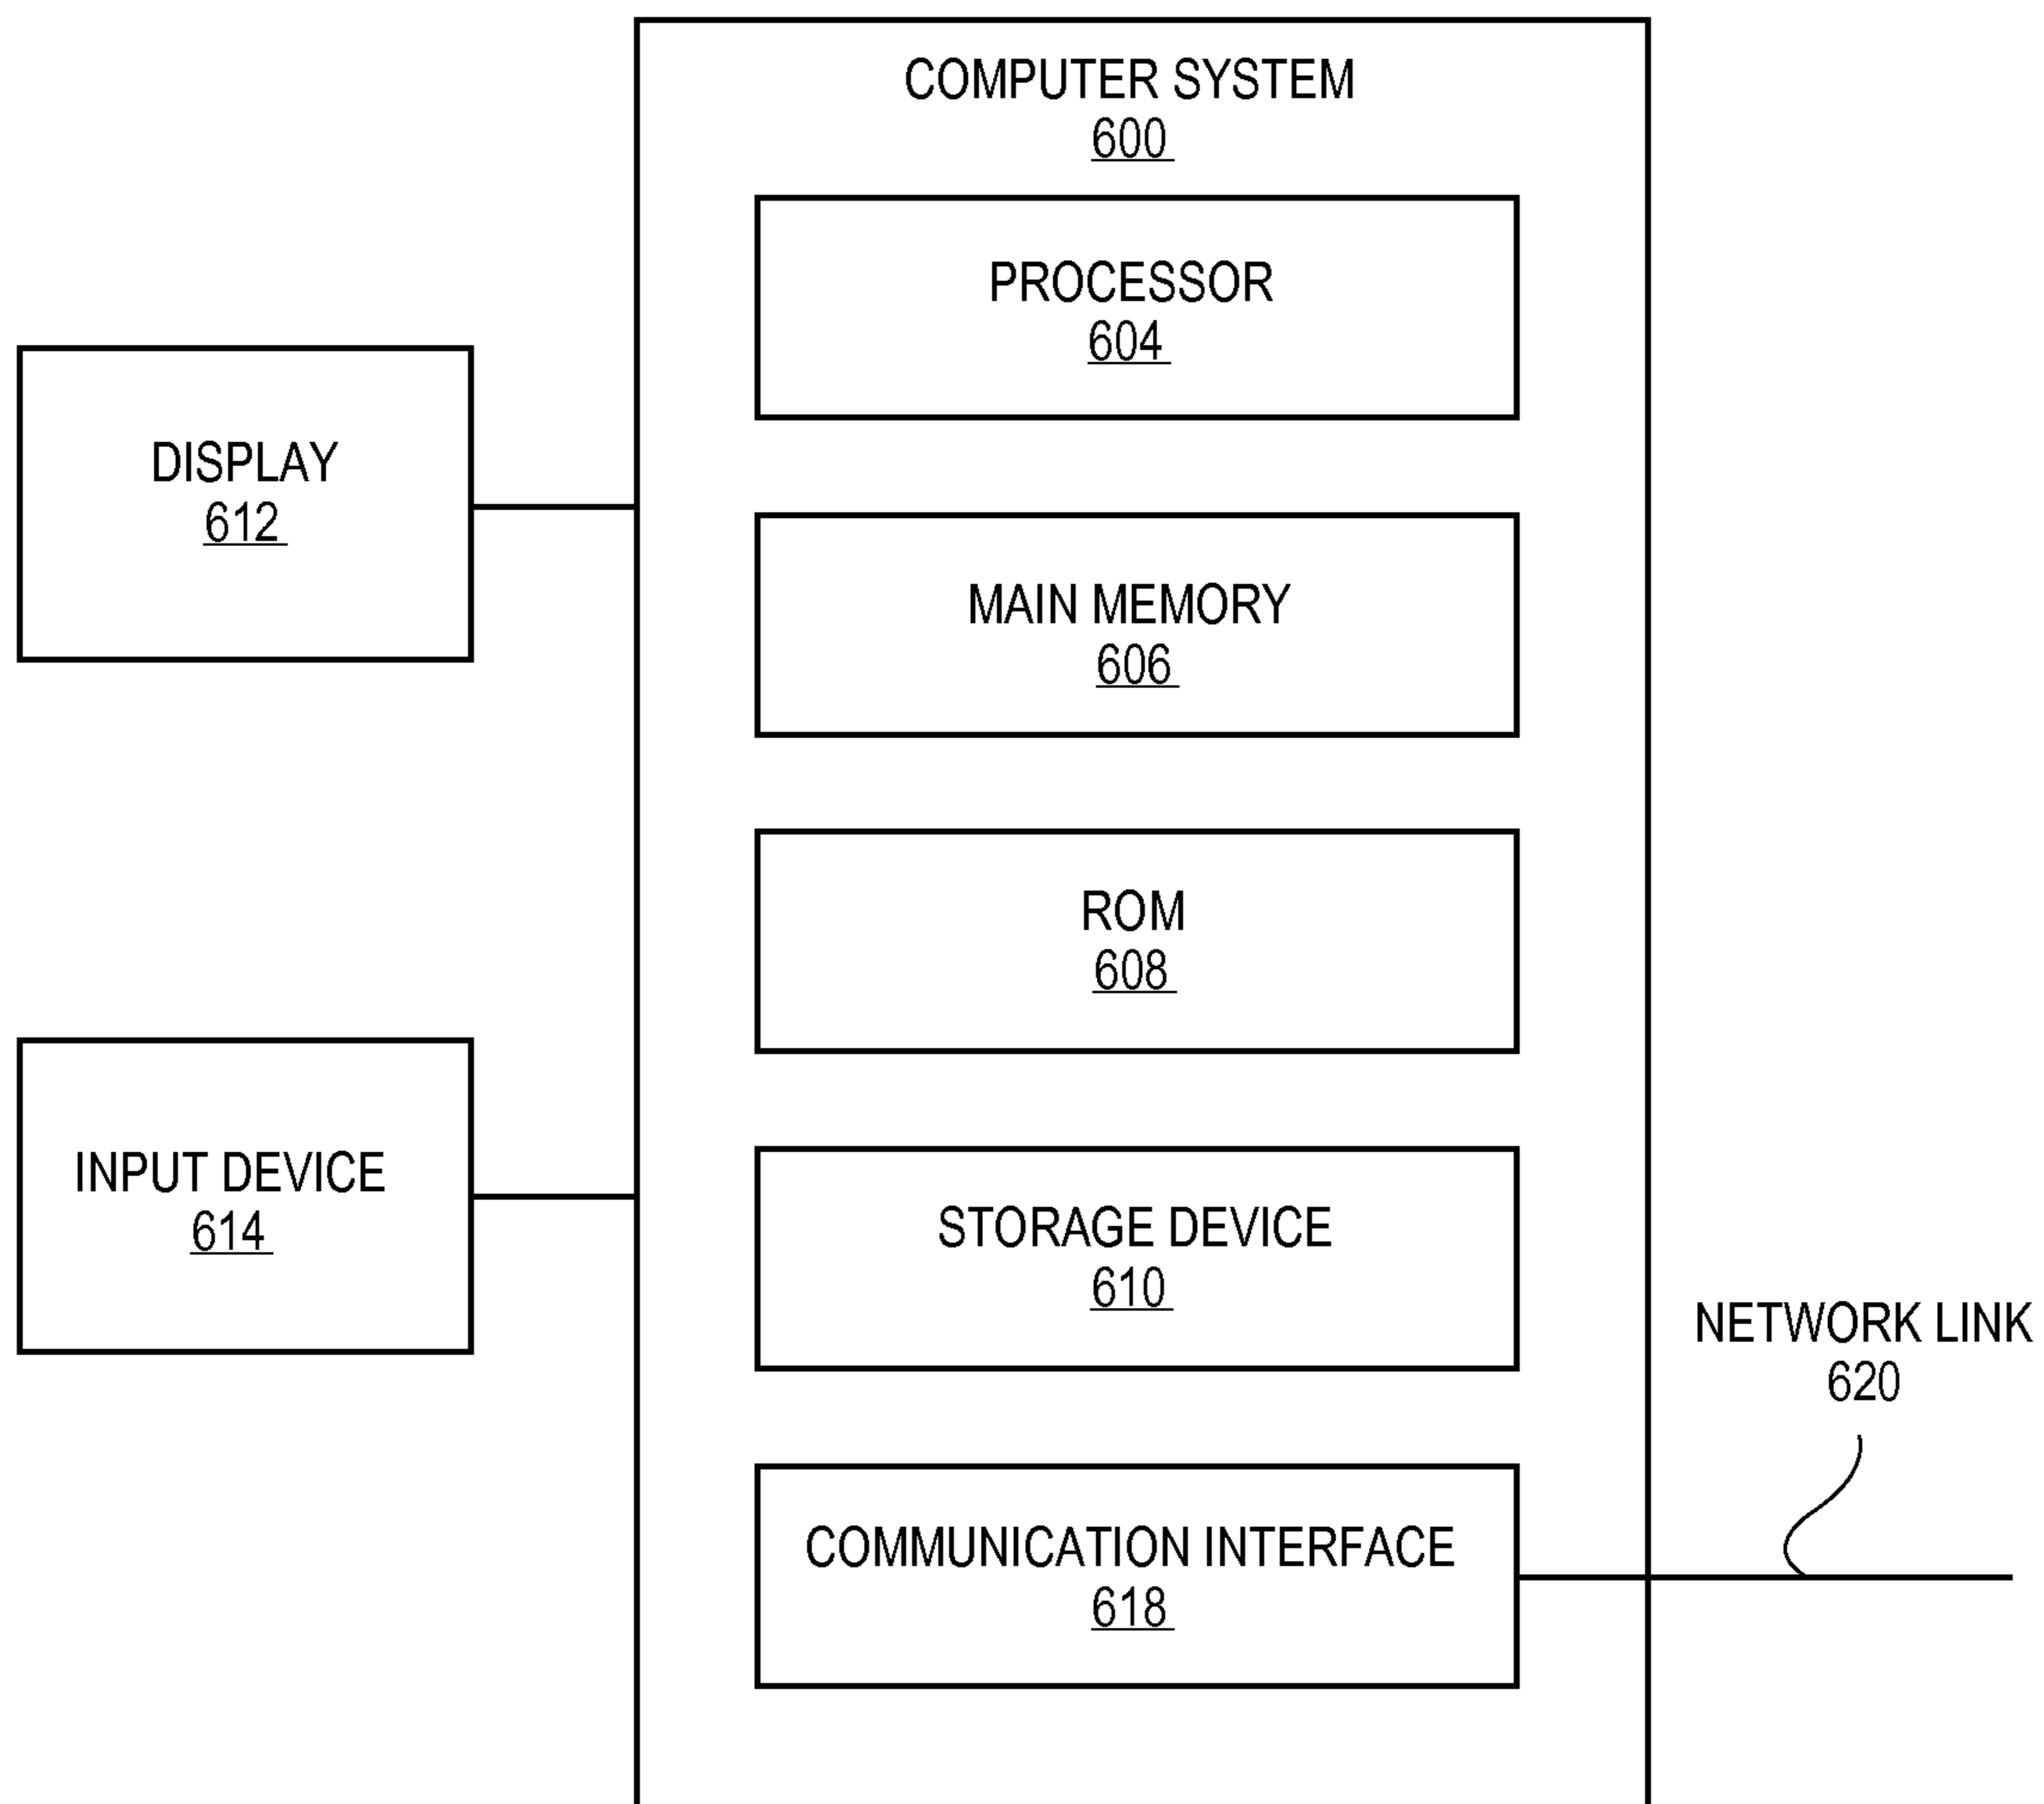 COMPUTER SYSTEM
600
PROCESSOR
604
DISPLAY
612
MAIN MEMORY
606
ROM
608
INPUT DEVICE
614
STORAGE DEVICE
610
NETWORK LINK
620
COMMUNICATION INTERFACE
618